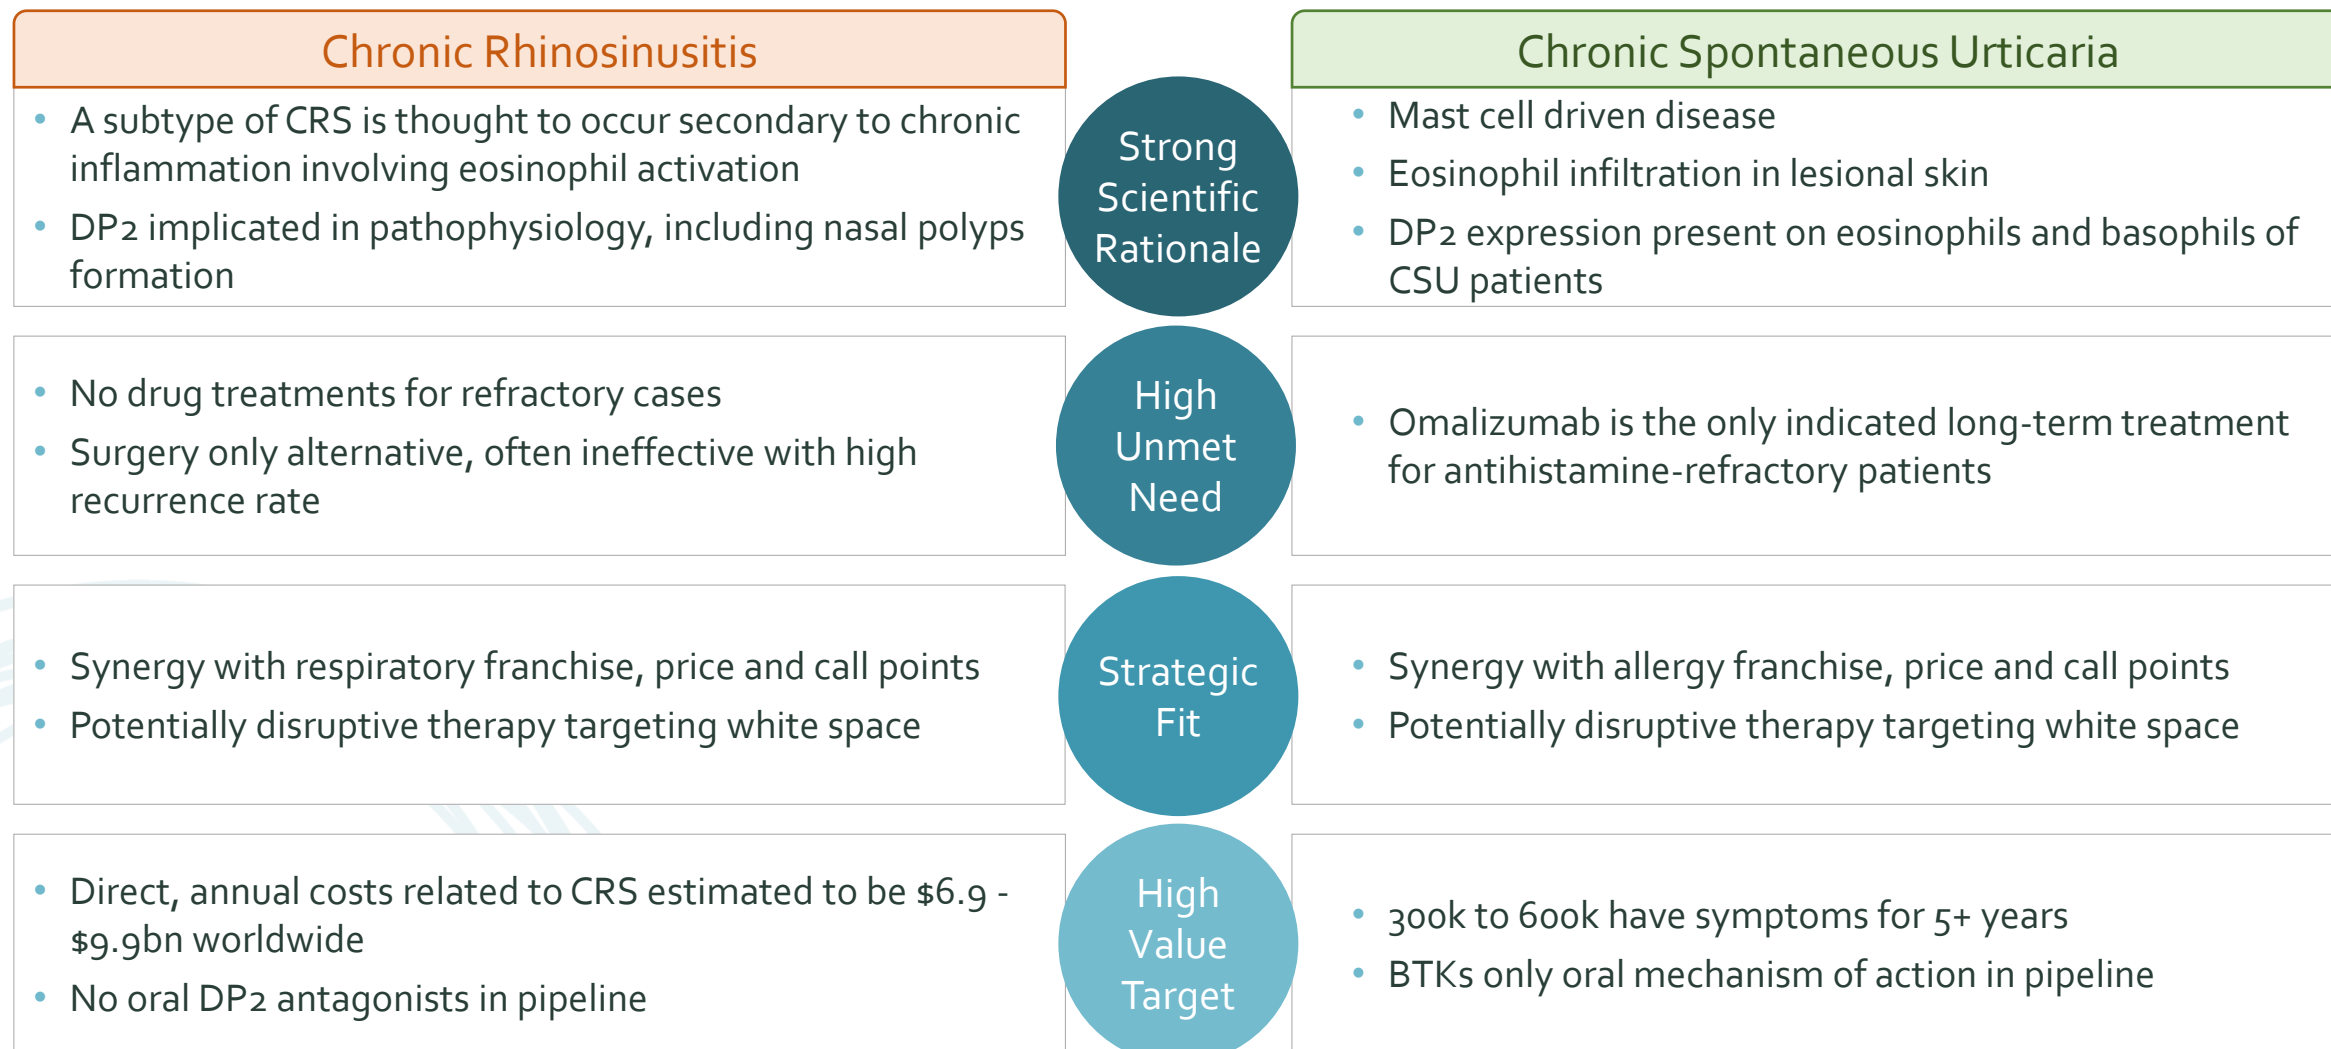 Chronic Rhinosinusitis
Chronic Spontaneous Urticaria
• A subtype of CRS is thought to occur secondary to chronic
inflammation involving eosinophil activation
• DP2 implicated in pathophysiology, including nasal polyps
formation
Strong
Scientific
Rationale
• Mast cell driven disease
• Eosinophil infiltration in lesional skin
• DP2 expression present on eosinophils and basophils of
CSU patients
• No drug treatments for refractory cases
• Surgery only alternative, often ineffective with high
recurrence rate
High
Unmet
Need
• Omalizumab is the only indicated long-term treatment
for antihistamine-refractory patients
• Synergy with respiratory franchise, price and call points
• Potentially disruptive therapy targeting white space
Strategic
Fit
• Synergy with allergy franchise, price and call points
• Potentially disruptive therapy targeting white space
• Direct, annual costs related to CRS estimated to be $6.9 -
$9.9bn worldwide
• No oral DP2 antagonists in pipeline
High
Value
Target
• 300k to 600k have symptoms for 5+ years
• BTKs only oral mechanism of action in pipeline